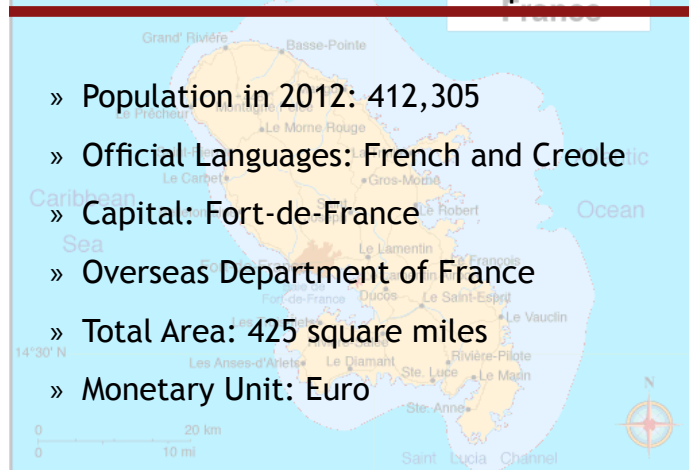 France
Grand' Rivière
Basse-Pointe
» Population in 2012: 412,305
Le Prêcheur
Le Morne Rouge
» Official Languages: French and Creole
Le Carbet
Gros-Morne
Caribbean
Sea
Ocean
» Capital: Fort-de-France
Le Robert
Le Lamentin
» Overseas Department of France
Fort-de-France
Ducos
Le Saint-Esprit
Le Vauclin
» Total Area: 425 square miles
14°30' N
Les Anses-d'Arlets
Le Diamant
Rivière-Pilote
Ste. Luce
Le Marin
» Monetary Unit: Euro
Ste. Anne
N
0 20 km
0 10 mi
Saint Lucia Channel